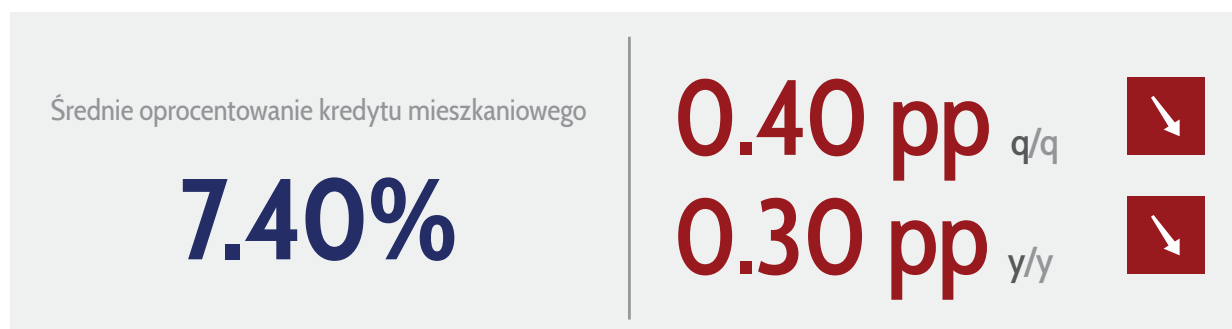 Średnie oprocentowanie kredytu mieszkaniowego
7.40%
0.40 pp q/q
0.30 pp y/y